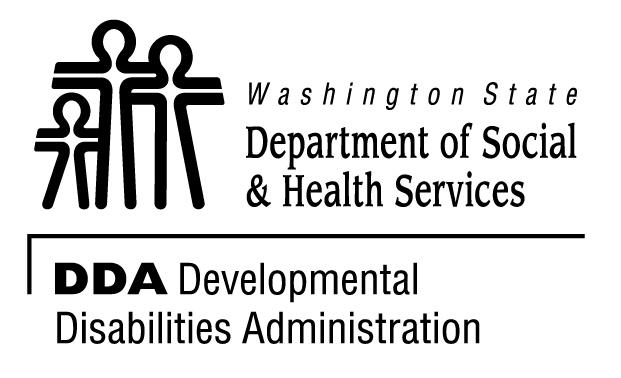 Washington State
Department of Social
& Health Services
DDA Developmental
Disabilities Administration